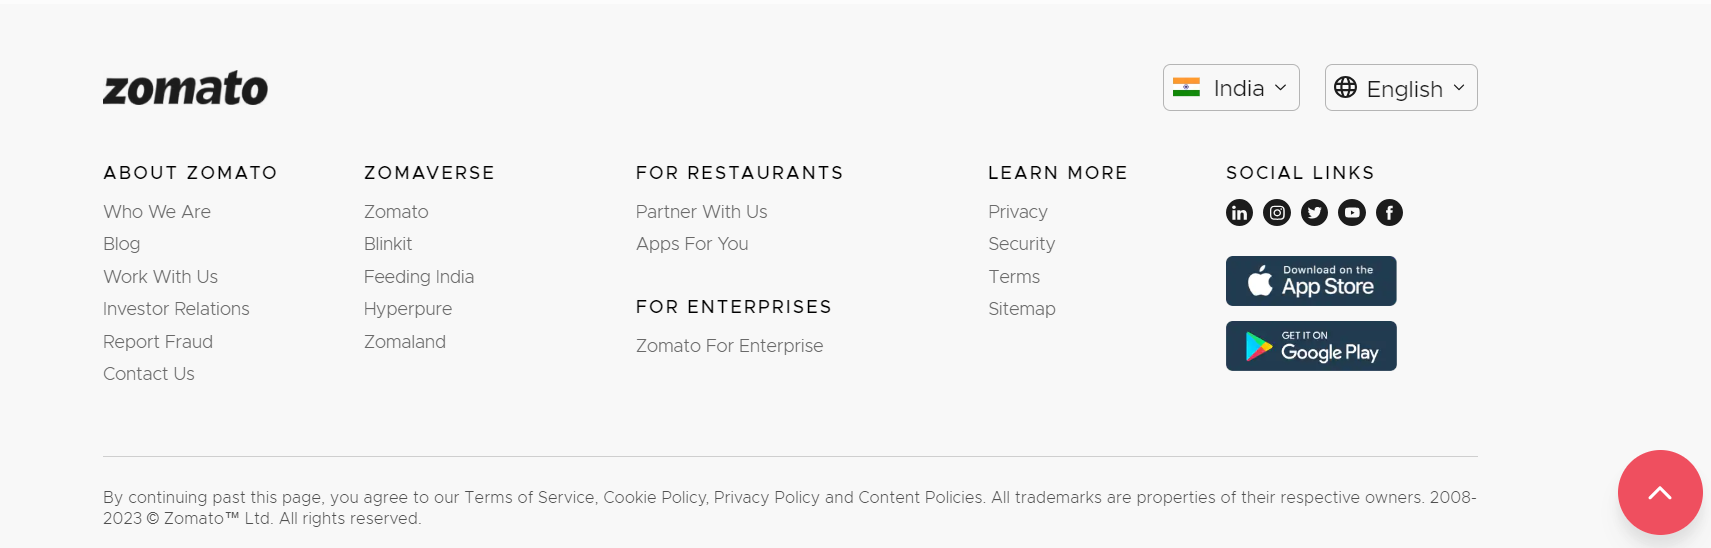 zomato
India
English
ABOUT ZOMATO
Who We Are
Blog
Work With Us
Investor Relations
Report Fraud
Contact Us
ZOMAVERSE
Zomato
Blinkit
Feeding India
Hyperpure
Zomaland
FOR RESTAURANTS
Partner With Us
Apps For You
FOR ENTERPRISES
Zomato For Enterprise
LEARN MORE
Privacy
Security
Terms
Sitemap
SOCIAL LINKS
Download on the
App Store
GET IT ON
Google Play
By continuing past this page, you agree to our Terms of Service, Cookie Policy, Privacy Policy and Content Policies. All trademarks are properties of their respective owners. 2008-
2023 © Zomato™ Ltd. All rights reserved.